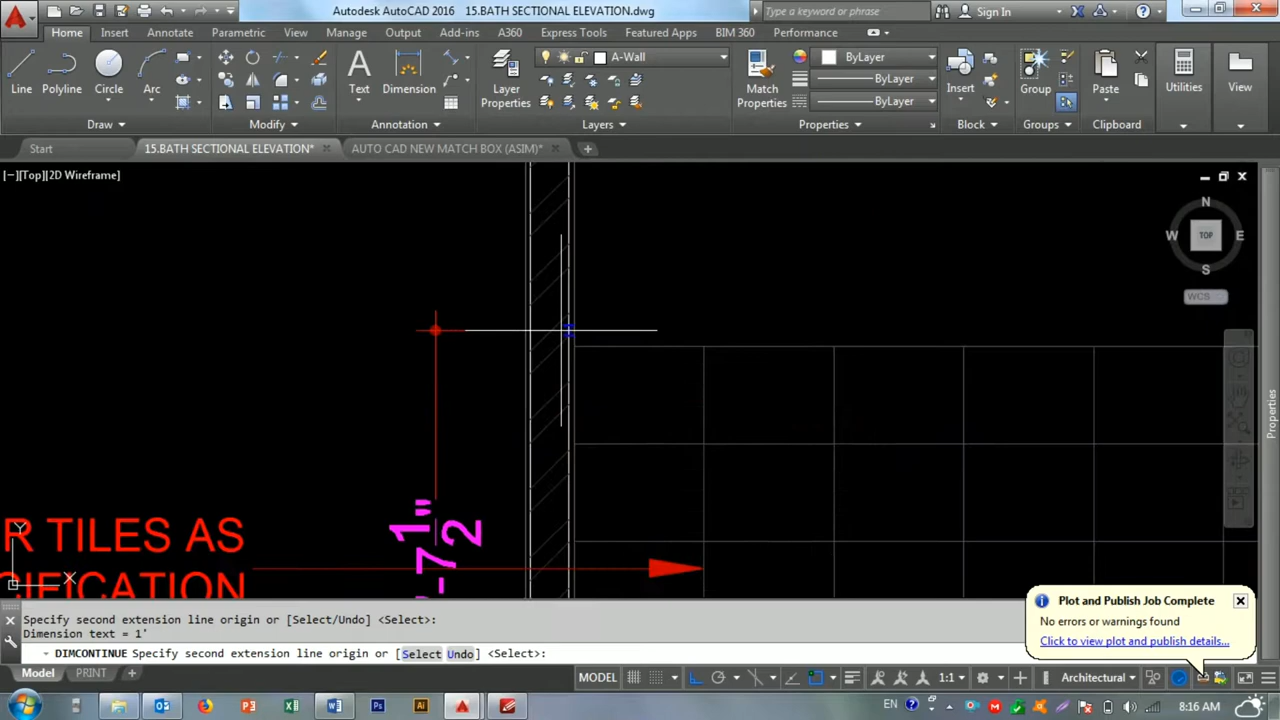 Autodesk AutoCAD 2016 15.BATH SECTIONAL ELEVATION.dwg
Type a keyword or phrase
Sign In
Home Insert Annotate Parametric View Manage Output Add-ins A360 Express Tools Featured Apps BIM 360 Performance
A-Wall
ByLayer
ByLayer
ByLayer
Line Polyline Circle Arc
Text Dimension
Layer Properties
Match Properties
Insert
Group
Paste
Utilities
View
Draw Modify Annotation Layers Properties Block Groups Clipboard
Start
15.BATH SECTIONAL ELEVATION*
AUTO CAD NEW MATCH BOX (ASIM)*
[−][Top][2D Wireframe]
N
W TOP E
S
WCS
Properties
-7 1/2"
R TILES AS
CIFICATION
Y
X
Plot and Publish Job Complete
No errors or warnings found
Click to view plot and publish details...
Specify second extension line origin or [Select/Undo] <Select>:
Dimension text = 1'
DIMCONTINUE Specify second extension line origin or [Select Undo] <Select>:
Model PRINT
MODEL
1:1
Architectural
EN
8:16 AM